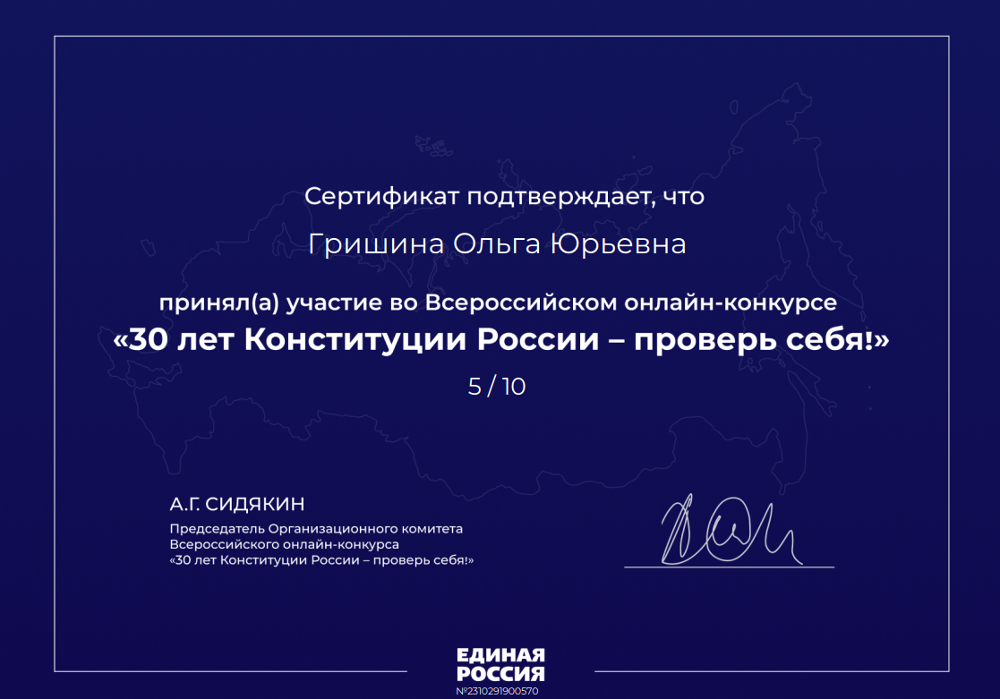 Сертификат подтверждает, что
Гришина Ольга Юрьевна
принял(а) участие во Всероссийском онлайн-конкурсе
«30 лет Конституции России – проверь себя!»
5 / 10
А.Г. СИДЯКИН
Председатель Организационного комитета
Всероссийского онлайн-конкурса
«30 лет Конституции России – проверь себя!»
ЕДИНАЯ
РОССИЯ
№2310291900570